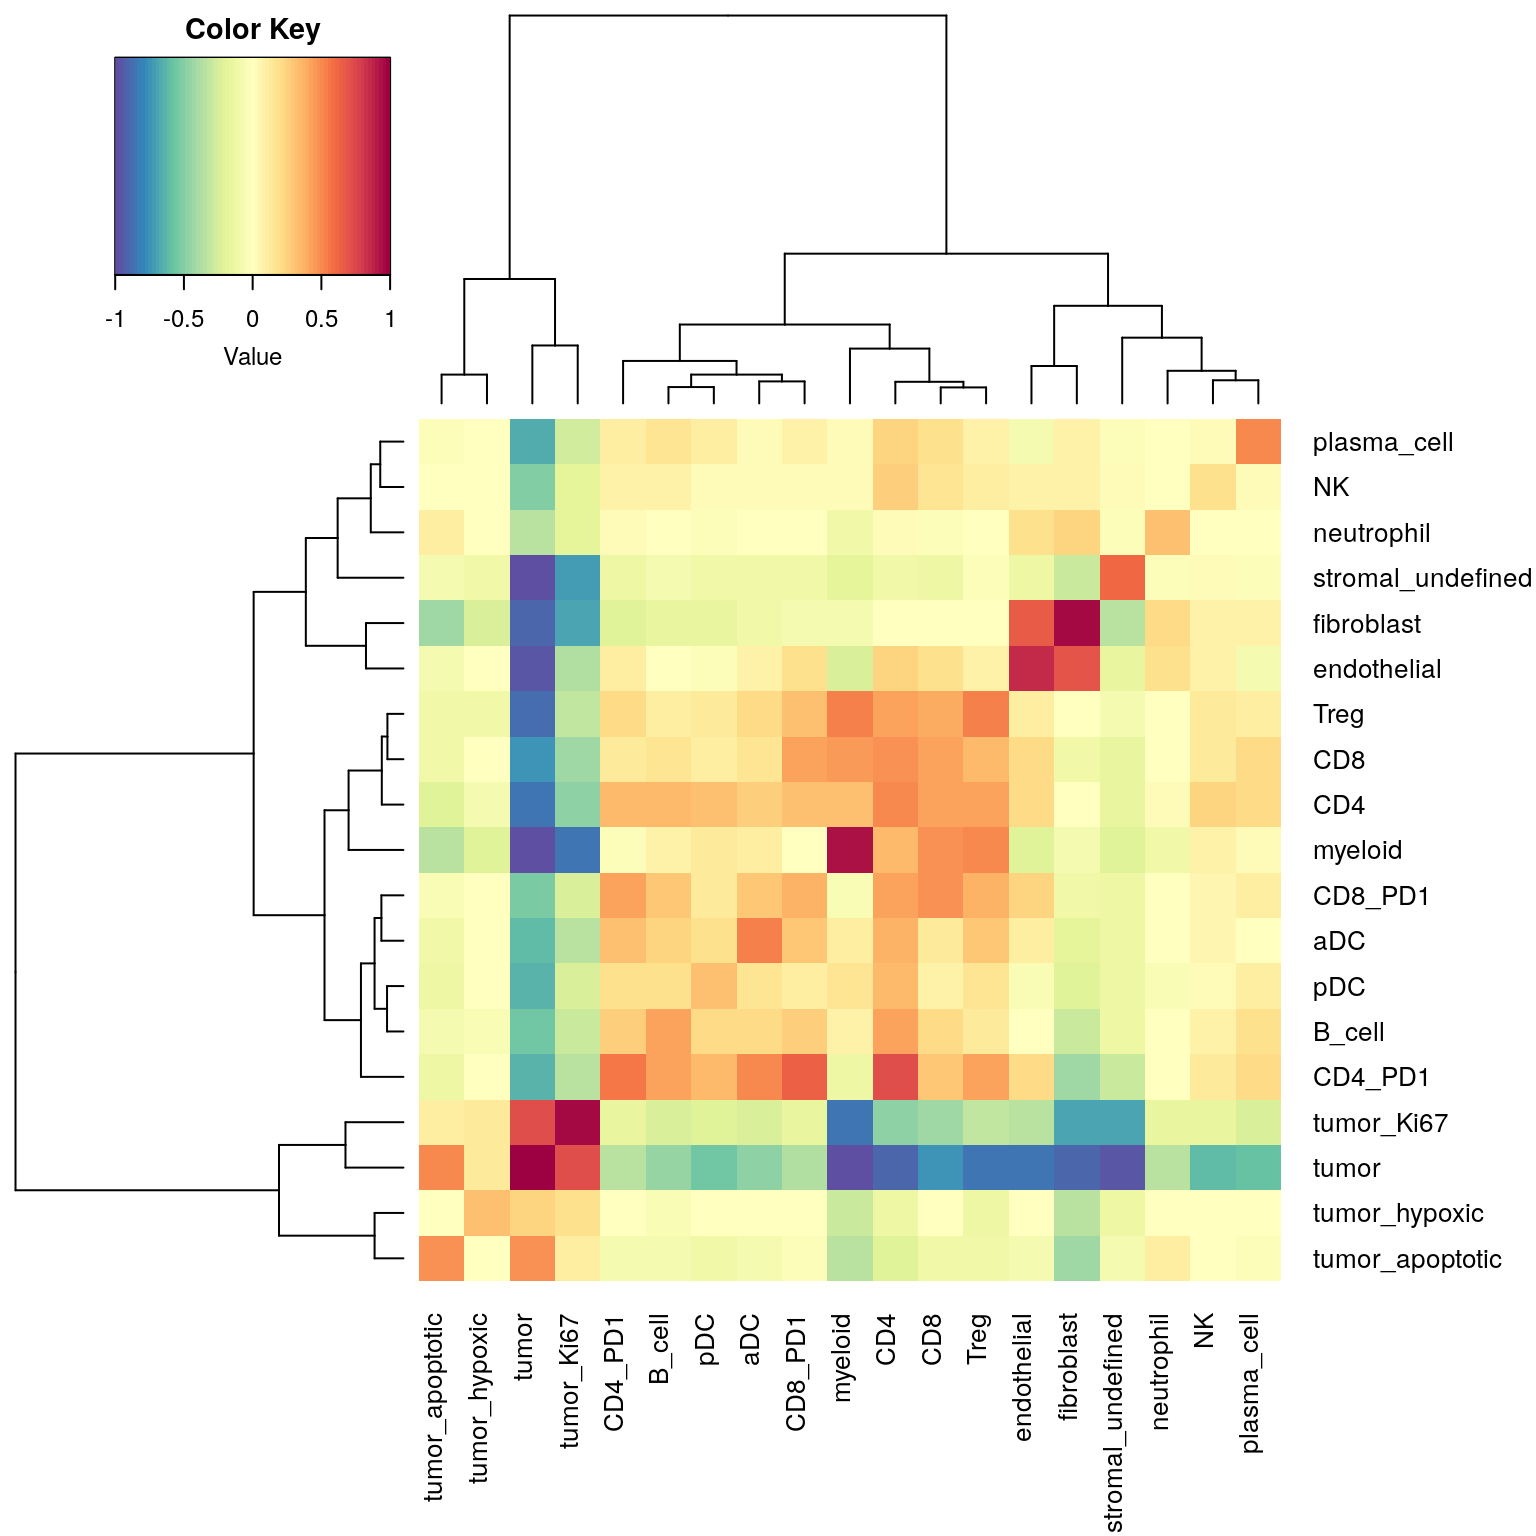 Color Key
-1 -0.5 0 0.5 1
Value
plasma_cell
NK
neutrophil
stromal_undefined
fibroblast
endothelial
Treg
CD8
CD4
myeloid
CD8_PD1
aDC
pDC
B_cell
CD4_PD1
tumor_Ki67
tumor
tumor_hypoxic
tumor_apoptotic
tumor_apoptotic
tumor_hypoxic
tumor
tumor_Ki67
CD4_PD1
B_cell
pDC
aDC
CD8_PD1
myeloid
CD4
CD8
Treg
endothelial
fibroblast
stromal_undefined
neutrophil
NK
plasma_cell